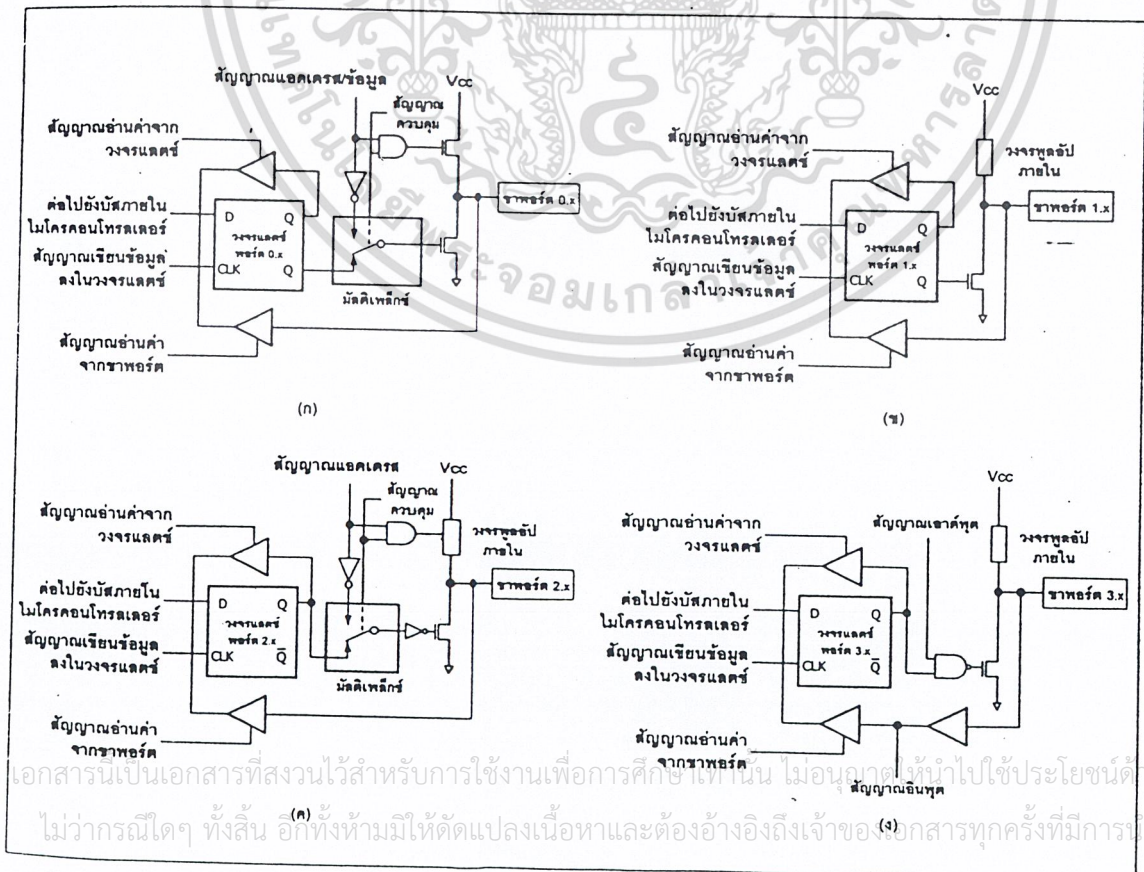 สัญญาณแอดเดรส/ข้อมูล
Vcc
สัญญาณ
ควบคุม
สัญญาณอ่านค่าจาก
วงจรแลตช์
ต่อไปยังบัสภายใน
ไมโครคอนโทรลเลอร์
สัญญาณเขียนข้อมูล
ลงในวงจรแลตช์
D Q
วงจรแลตช์
พอร์ต 0.x
CLK Q
มัลติเพล็กซ์
ขาพอร์ต 0.x
สัญญาณอ่านค่า
จากขาพอร์ต
(ก)
Vcc
สัญญาณอ่านค่าจาก
วงจรแลตช์
วงจรพูลอัป
ภายใน
ต่อไปยังบัสภายใน
ไมโครคอนโทรลเลอร์
สัญญาณเขียนข้อมูล
ลงในวงจรแลตช์
D Q
วงจรแลตช์
พอร์ต 1.x
CLK Q
ขาพอร์ต 1.x
สัญญาณอ่านค่า
จากขาพอร์ต
(ข)
พระจอมเกล้าเจ้าคุณทหารลาด
สัญญาณแอดเดรส
Vcc
สัญญาณ
ควบคุม
สัญญาณอ่านค่าจาก
วงจรแลตช์
วงจรพูลอัป
ภายใน
ต่อไปยังบัสภายใน
ไมโครคอนโทรลเลอร์
สัญญาณเขียนข้อมูล
ลงในวงจรแลตช์
D Q
วงจรแลตช์
พอร์ต 2.x
CLK Q̅
มัลติเพล็กซ์
ขาพอร์ต 2.x
สัญญาณอ่านค่า
จากขาพอร์ต
(ค)
Vcc
สัญญาณเอาต์พุต
สัญญาณอ่านค่าจาก
วงจรแลตช์
วงจรพูลอัป
ภายใน
ต่อไปยังบัสภายใน
ไมโครคอนโทรลเลอร์
สัญญาณเขียนข้อมูล
ลงในวงจรแลตช์
D Q
วงจรแลตช์
พอร์ต 3.x
CLK Q̅
ขาพอร์ต 3.x
สัญญาณอ่านค่า
จากขาพอร์ต
สัญญาณอินพุต
(ง)
เอกสารนี้เป็นเอกสารที่สงวนไว้สำหรับการใช้งานเพื่อการศึกษาเท่านั้น ไม่อนุญาตให้นำไปใช้ประโยชน์ด้
ไม่ว่ากรณีใดๆ ทั้งสิ้น อีกทั้งห้ามมิให้ดัดแปลงเนื้อหาและต้องอ้างอิงถึงเจ้าของเอกสารทุกครั้งที่มีการน